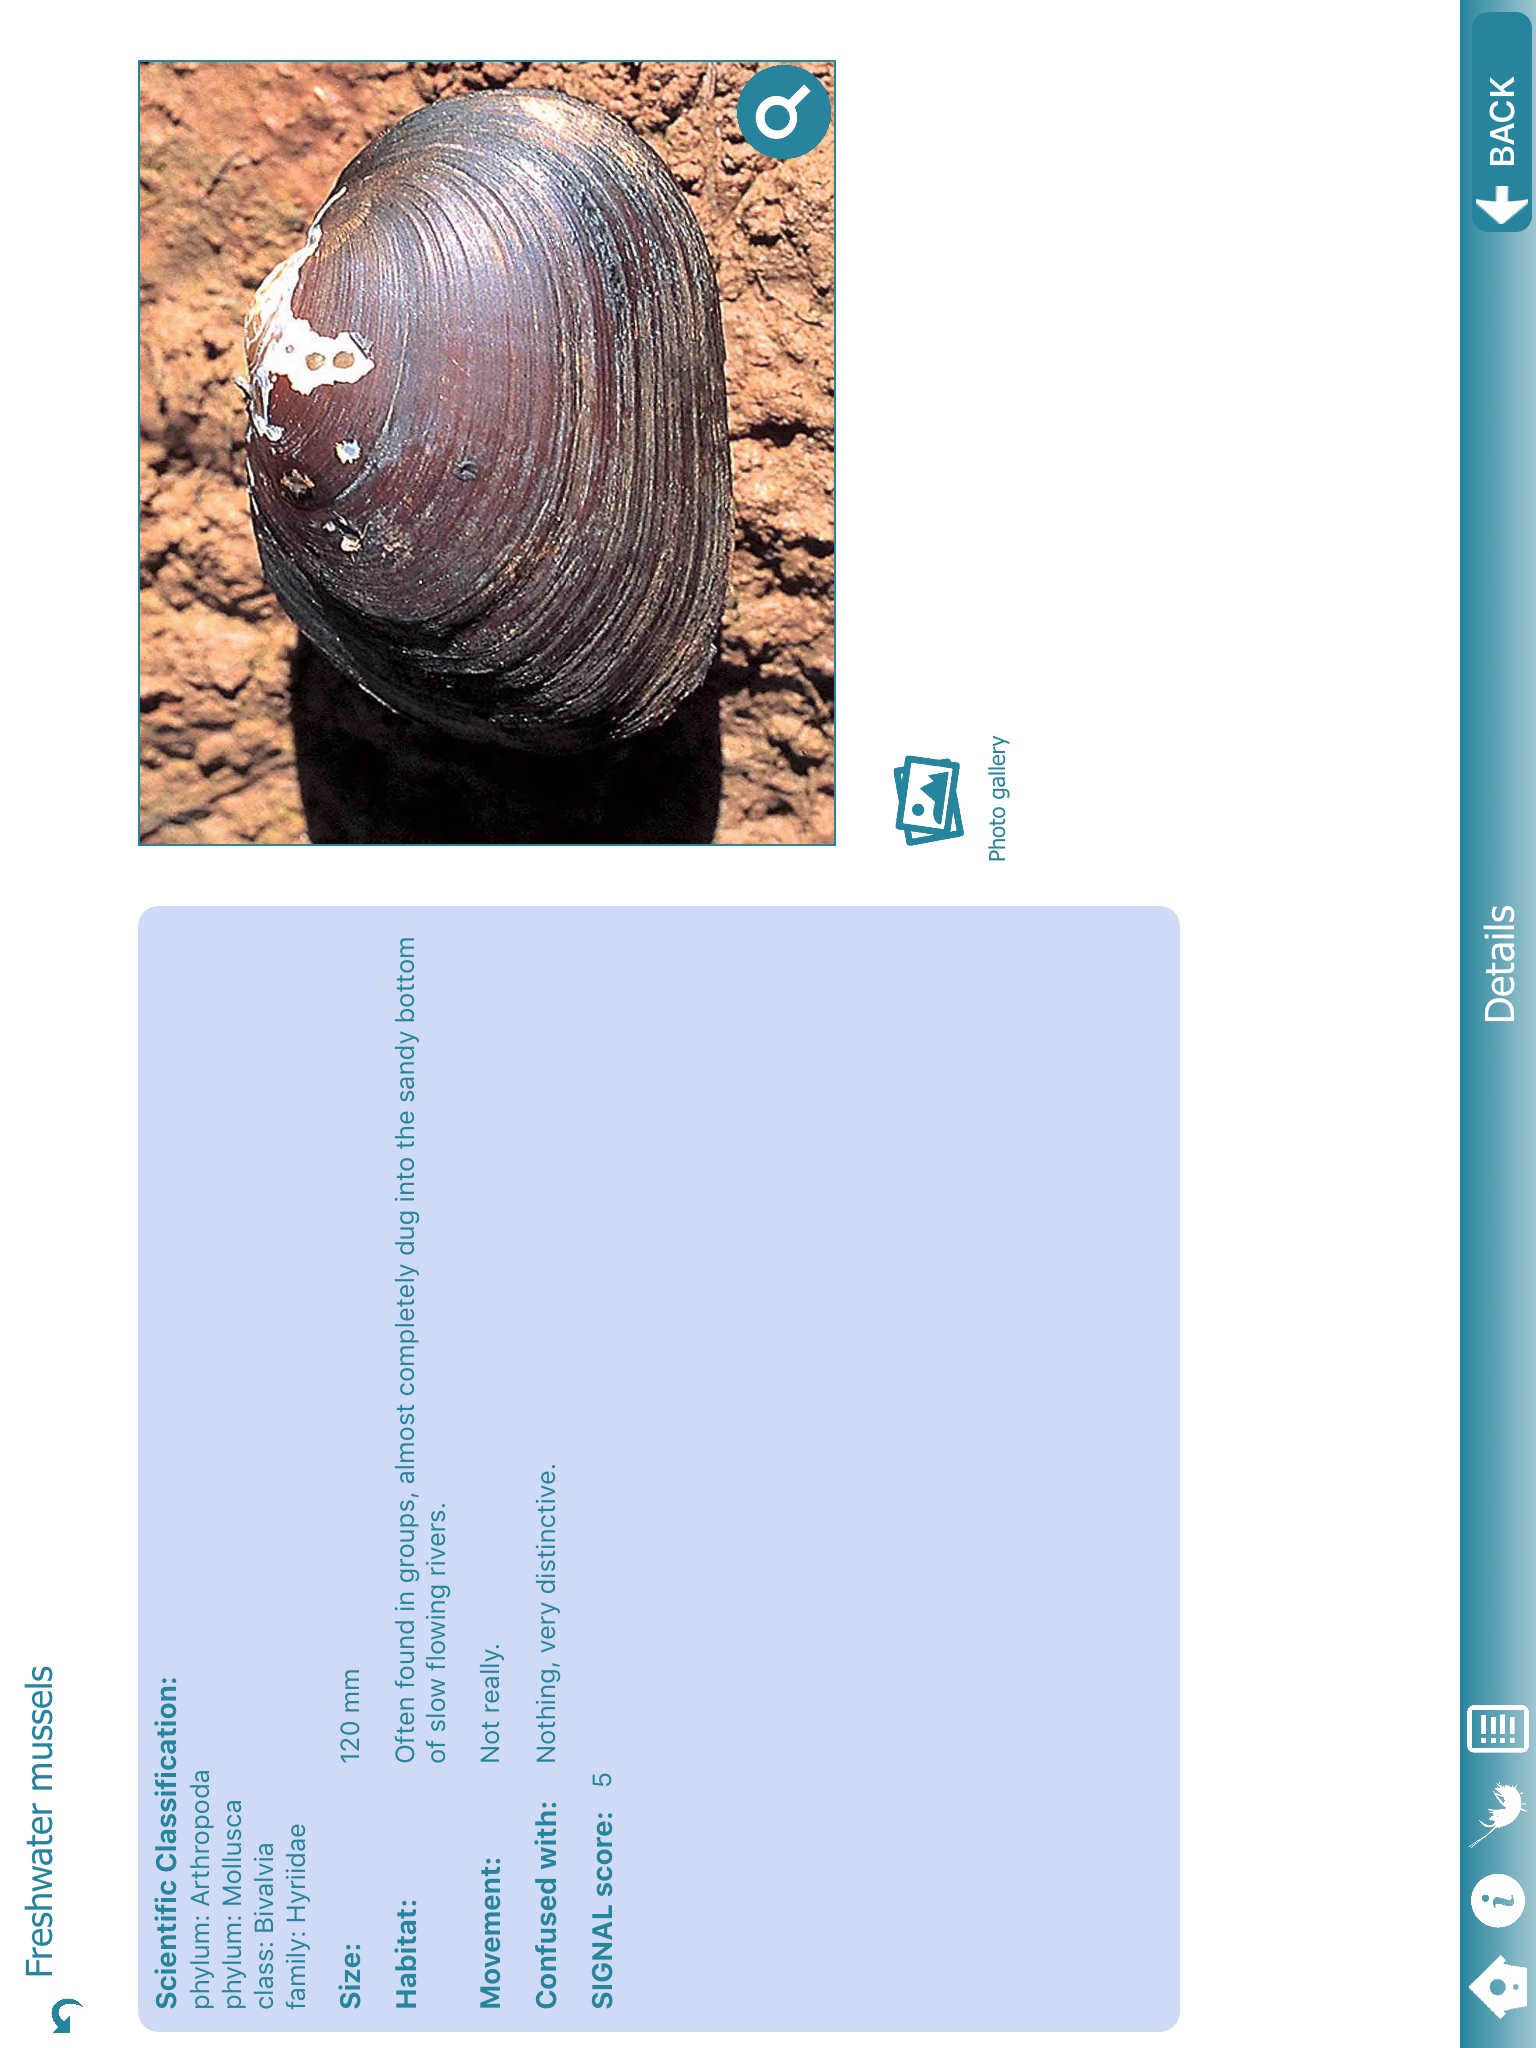 Freshwater mussels
Scientific Classification:
phylum: Arthropoda
phylum: Mollusca
class: Bivalvia
family: Hyriidae
Size: 120 mm
Habitat: Often found in groups, almost completely dug into the sandy bottom
of slow flowing rivers.
Movement: Not really.
Confused with: Nothing, very distinctive.
SIGNAL score: 5
Photo gallery
Details
BACK